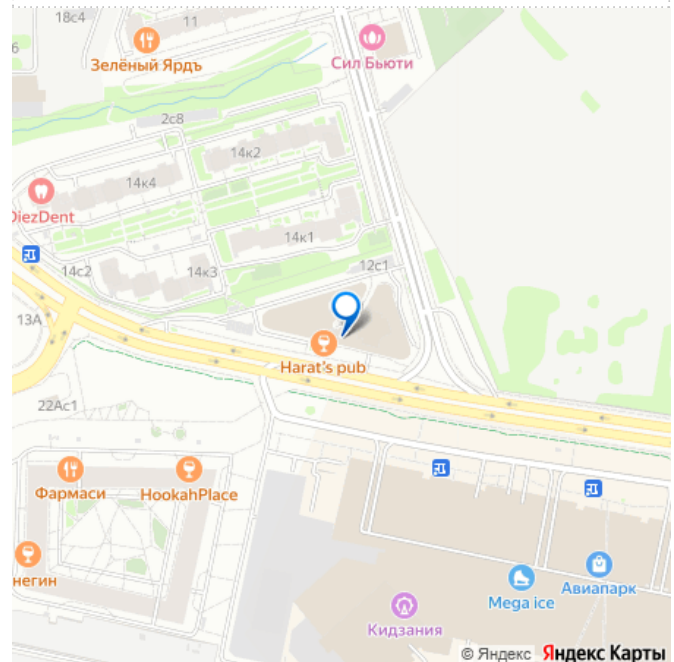 18с4
11
6
Зелёный Ярдъ
Сил Бьюти
2с8
14к2
14к4
DiezDent
14к1
14с2
14к3
12с1
13А
Harat's pub
22Ас1
Фармаси
HookahPlace
негин
Mega ice
Авиапарк
Кидзания
© Яндекс Яндекс Карты